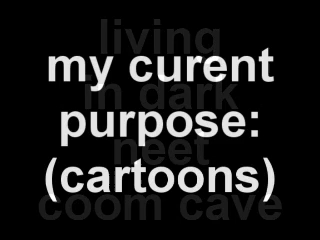 living
my curent
in dark
purpose:
neet
(cartoons)
coom cave